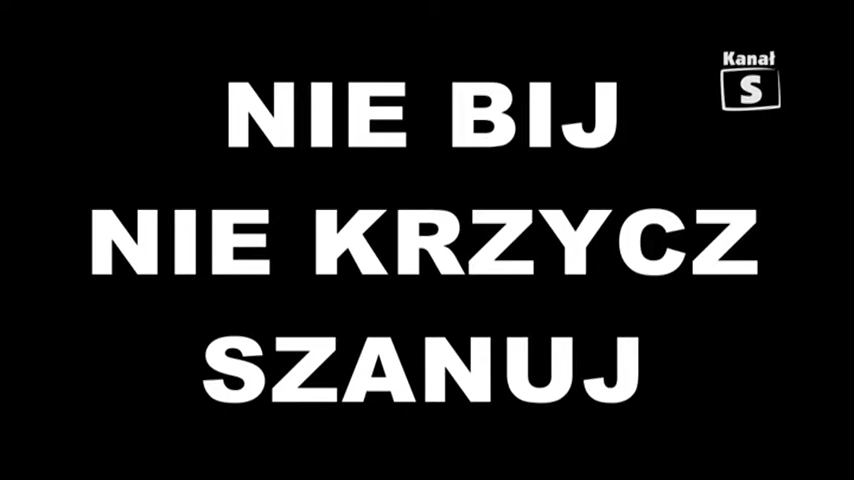 Kanał
S
NIE BIJ
NIE KRZYCZ
SZANUJ